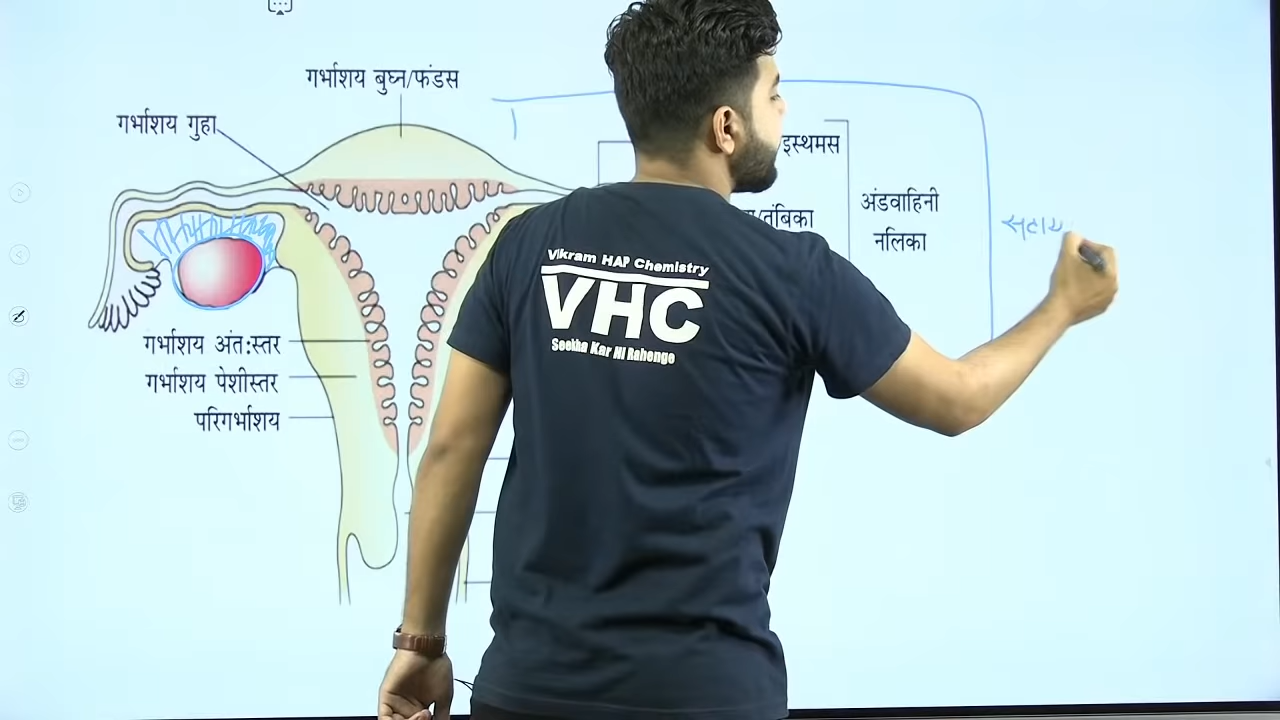 गर्भाशय बुघ्न/फंडस
गर्भाशय गुहा
इस्थमस
अंडवाहिनी
नलिका
तंबिका
Vikram HAP Chemistry
VHC
Seekha Kar Hi Rahenge
गर्भाशय अंत:स्तर
गर्भाशय पेशीस्तर
परिगर्भाशय